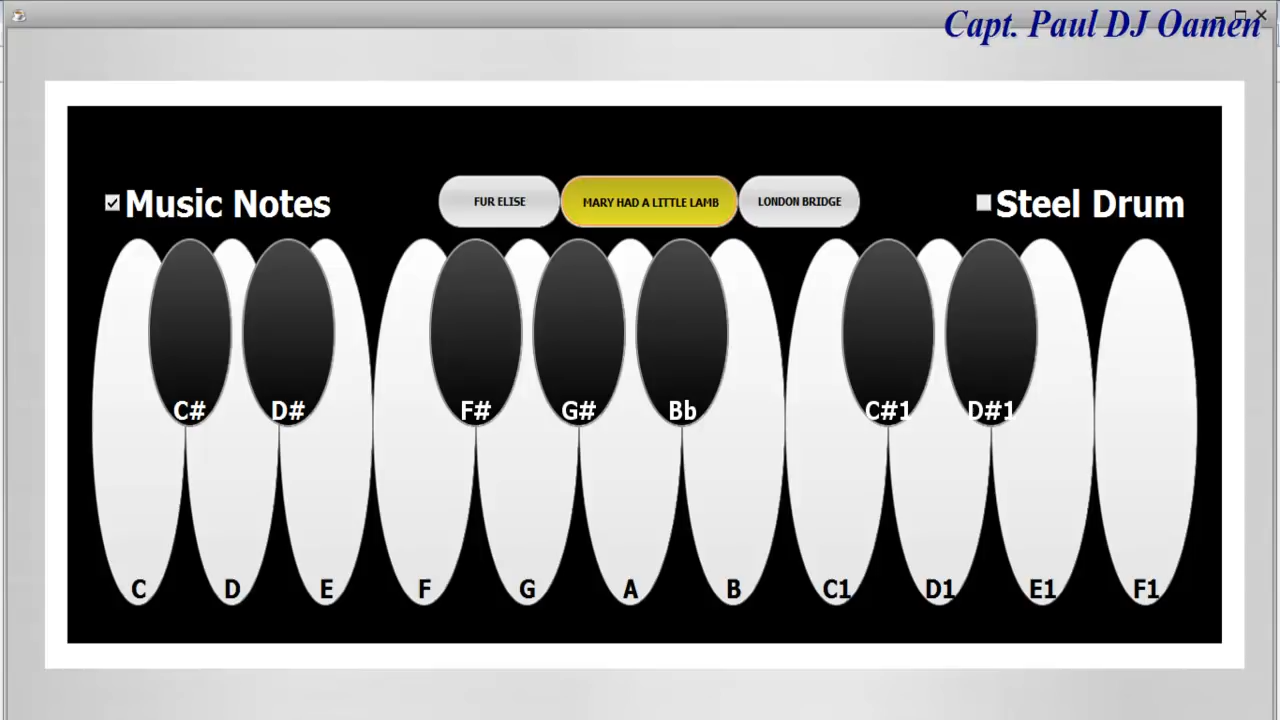 Capt. Paul DJ Oamen
Music Notes
FUR ELISE
MARY HAD A LITTLE LAMB
LONDON BRIDGE
Steel Drum
C# D# F# G# Bb C#1 D#1
C D E F G A B C1 D1 E1 F1